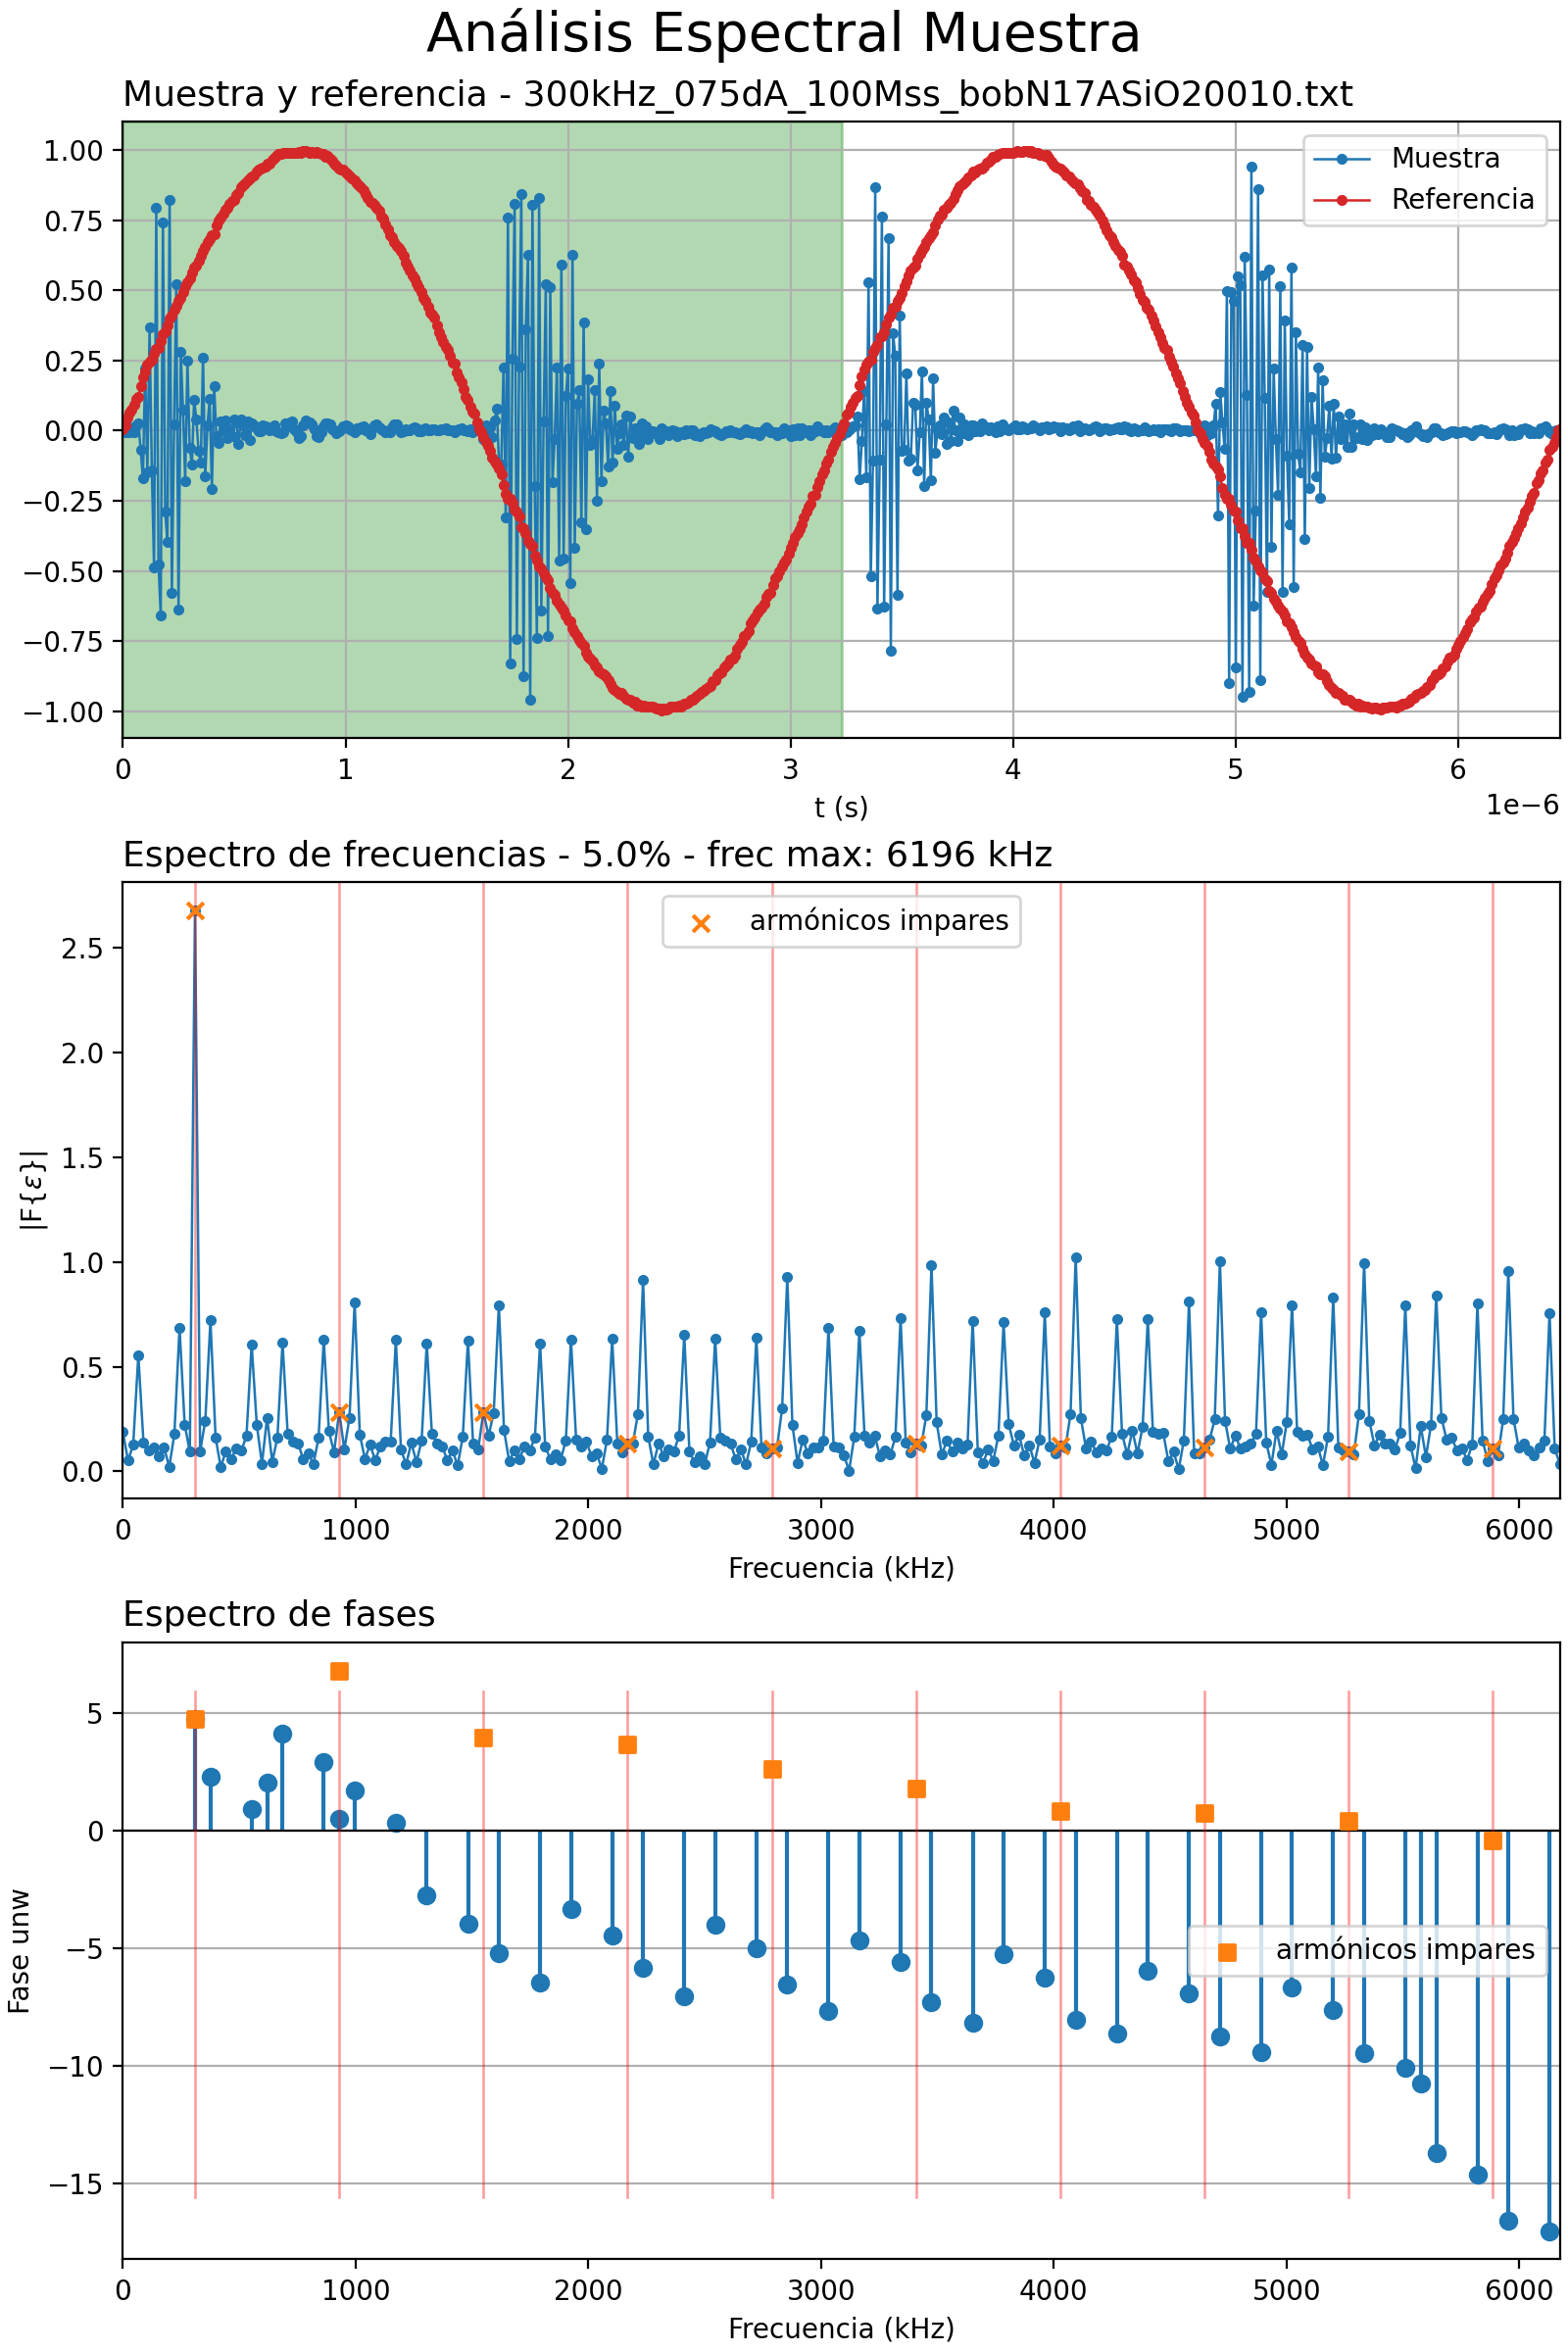 Análisis Espectral Muestra
Muestra y referencia - 300kHz_075dA_100Mss_bobN17ASiO20010.txt
1.00
0.75
0.50
0.25
0.00
−0.25
−0.50
−0.75
−1.00
Muestra
Referencia
0 1 2 3 4 5 6
t (s)
1e−6
Espectro de frecuencias - 5.0% - frec max: 6196 kHz
armónicos impares
2.5
2.0
1.5
1.0
0.5
0.0
|F{ε}|
0 1000 2000 3000 4000 5000 6000
Frecuencia (kHz)
Espectro de fases
5
0
−5
−10
−15
Fase unw
armónicos impares
0 1000 2000 3000 4000 5000 6000
Frecuencia (kHz)